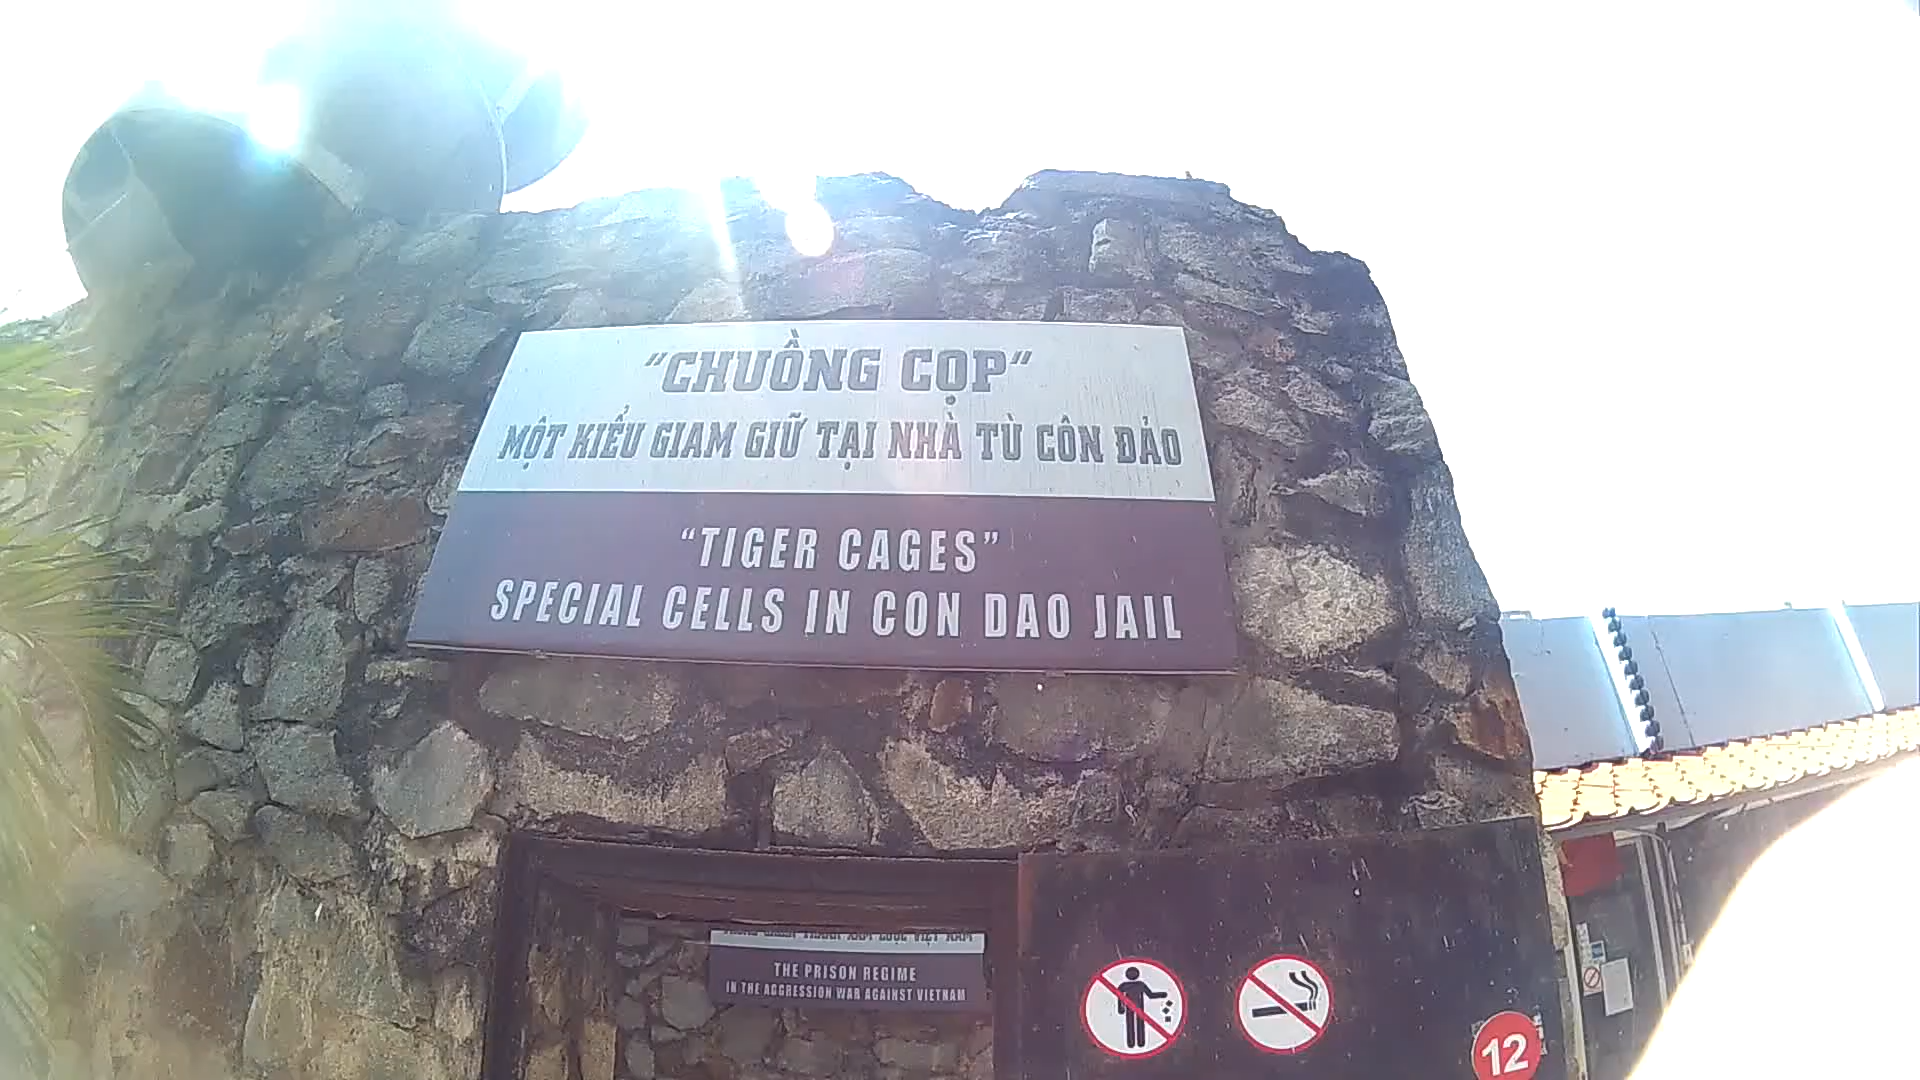 "CHUỒNG CỌP"
MỘT KIỂU GIAM GIỮ TẠI NHÀ TÙ CÔN ĐẢO
"TIGER CAGES"
SPECIAL CELLS IN CON DAO JAIL
THE PRISON REGIME
IN THE AGGRESSION WAR AGAINST VIETNAM
12